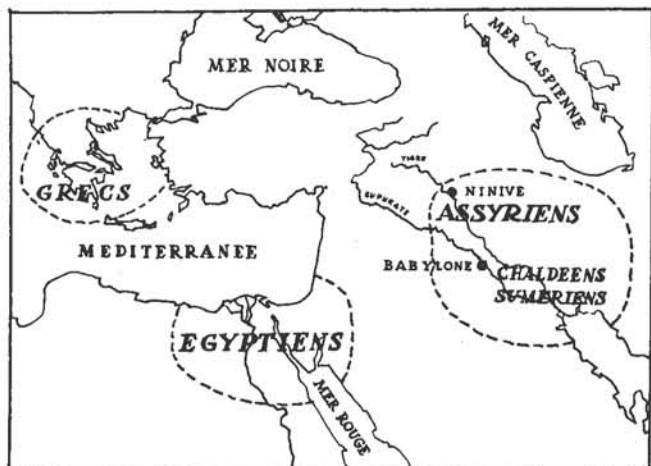 MER NOIRE
MER CASPIENNE
GRECS
TIGRE
EUPHRATE
NINIVE
ASSYRIENS
MEDITERRANEE
BABYLONE
CHALDEENS
SUMERIENS
EGYPTIENS
MER ROUGE